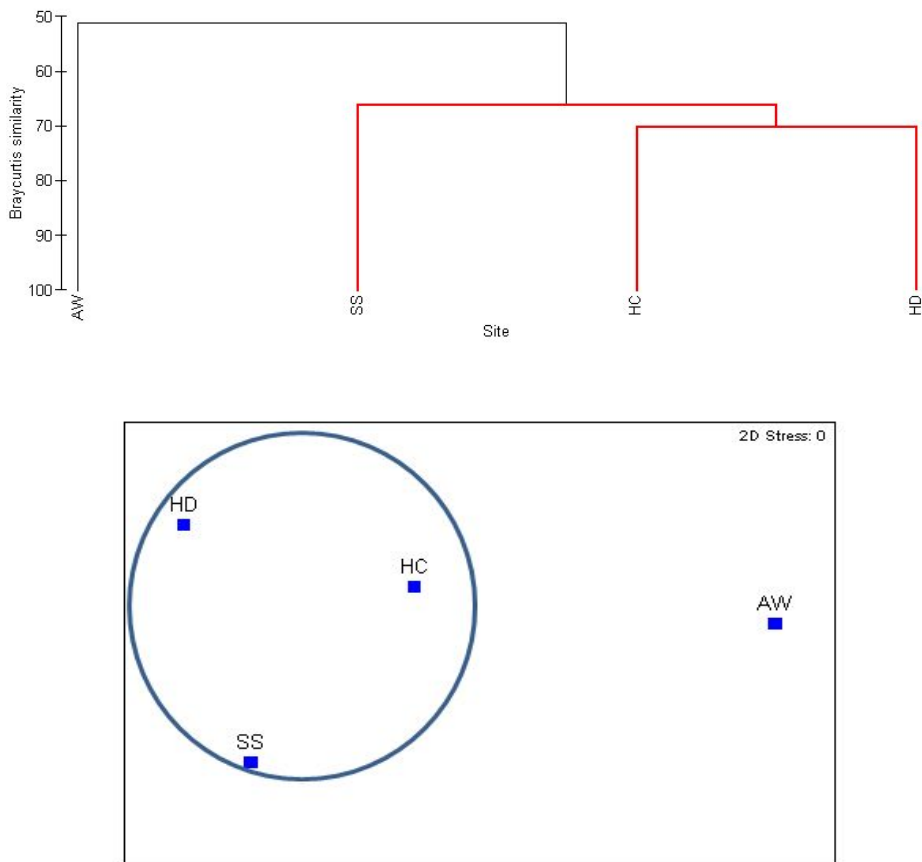 50
60
70
80
90
100
Braycurtis similarity
AW
SS
HC
HD
Site
2D Stress: 0
HD
HC
AW
SS